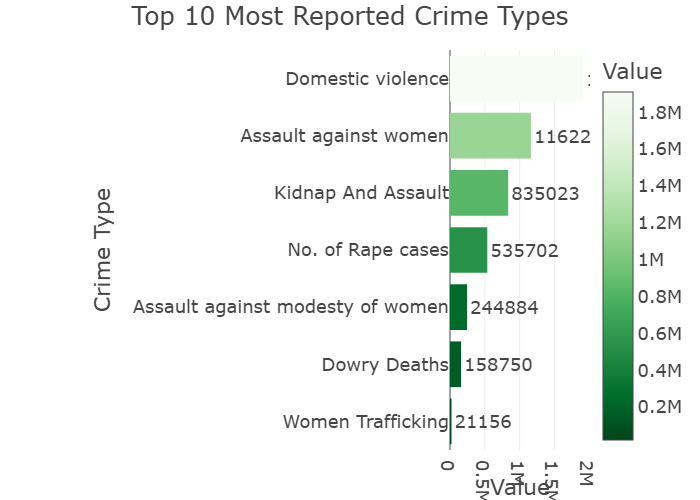 Top 10 Most Reported Crime Types
Value
Crime Type
Domestic violence
Assault against women 11622
Kidnap And Assault 835023
No. of Rape cases 535702
Assault against modesty of women 244884
Dowry Deaths 158750
Women Trafficking 21156
1.8M
1.6M
1.4M
1.2M
1M
0.8M
0.6M
0.4M
0.2M
0 0.5M 1M 1.5M 2M
Value